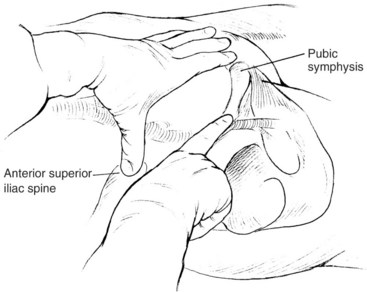 Pubic
symphysis
Anterior superior
iliac spine